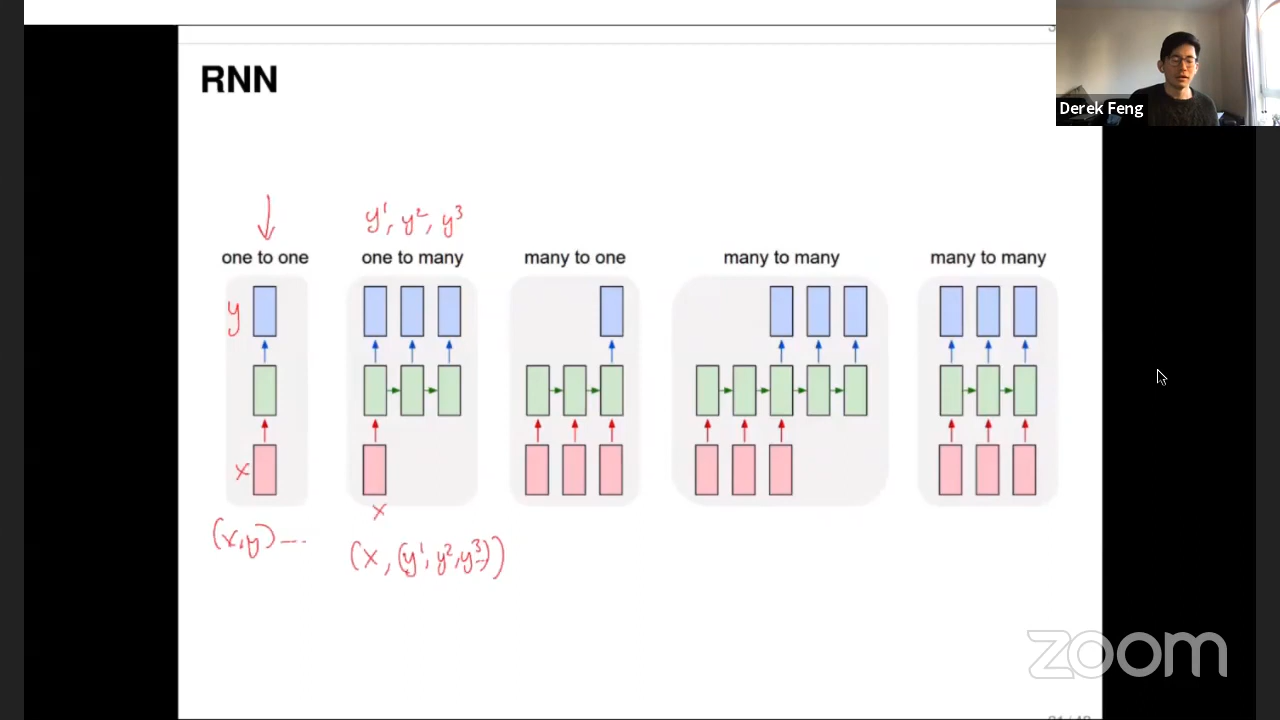 Derek Feng
RNN
y¹, y², y³
one to one
one to many
many to one
many to many
many to many
y
x
x
(x,y) --·
(x, (y¹, y², y³))
zoom